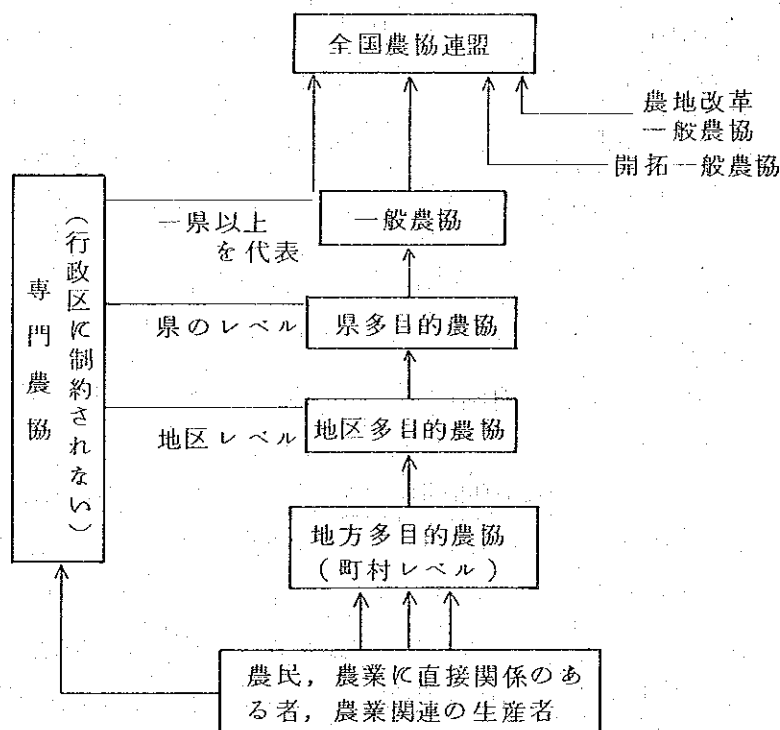 全国農協連盟
農地改革
一般農協
開拓一般農協
一般農協
一県以上
を代表
専門農協
(行政区に制約されない)
県のレベル
県多目的農協
地区レベル
地区多目的農協
地方多目的農協
(町村レベル)
農民,農業に直接関係のあ
る者,農業関連の生産者